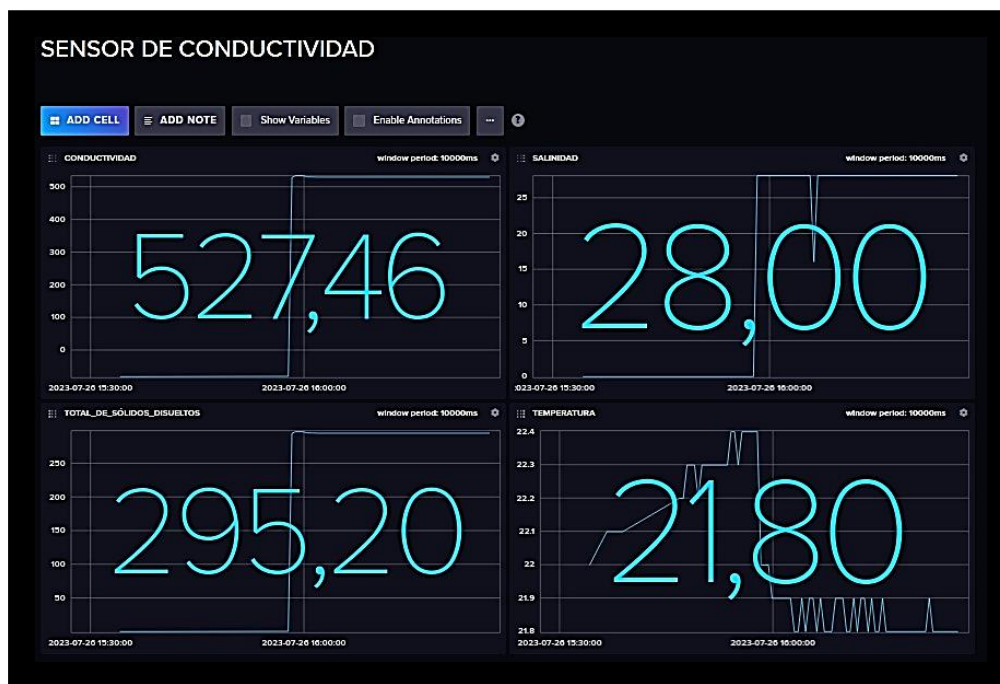 SENSOR DE CONDUCTIVIDAD
ADD CELL ADD NOTE Show Variables Enable Annotations ... ?
CONDUCTIVIDAD window period: 10000ms
500
400
300
200
100
0
527,46
2023-07-26 15:30:00 2023-07-26 16:00:00
SALINIDAD window period: 10000ms
25
20
15
10
5
0
28,00
:023-07-26 15:30:00 2023-07-26 16:00:00
TOTAL_DE_SÓLIDOS_DISUELTOS window period: 10000ms
250
200
150
100
50
295,20
2023-07-26 15:30:00 2023-07-26 16:00:00
TEMPERATURA window period: 10000ms
22.4
22.3
22.2
22.1
22
21.9
21.8
21,80
2023-07-26 15:30:00 2023-07-26 16:00:00